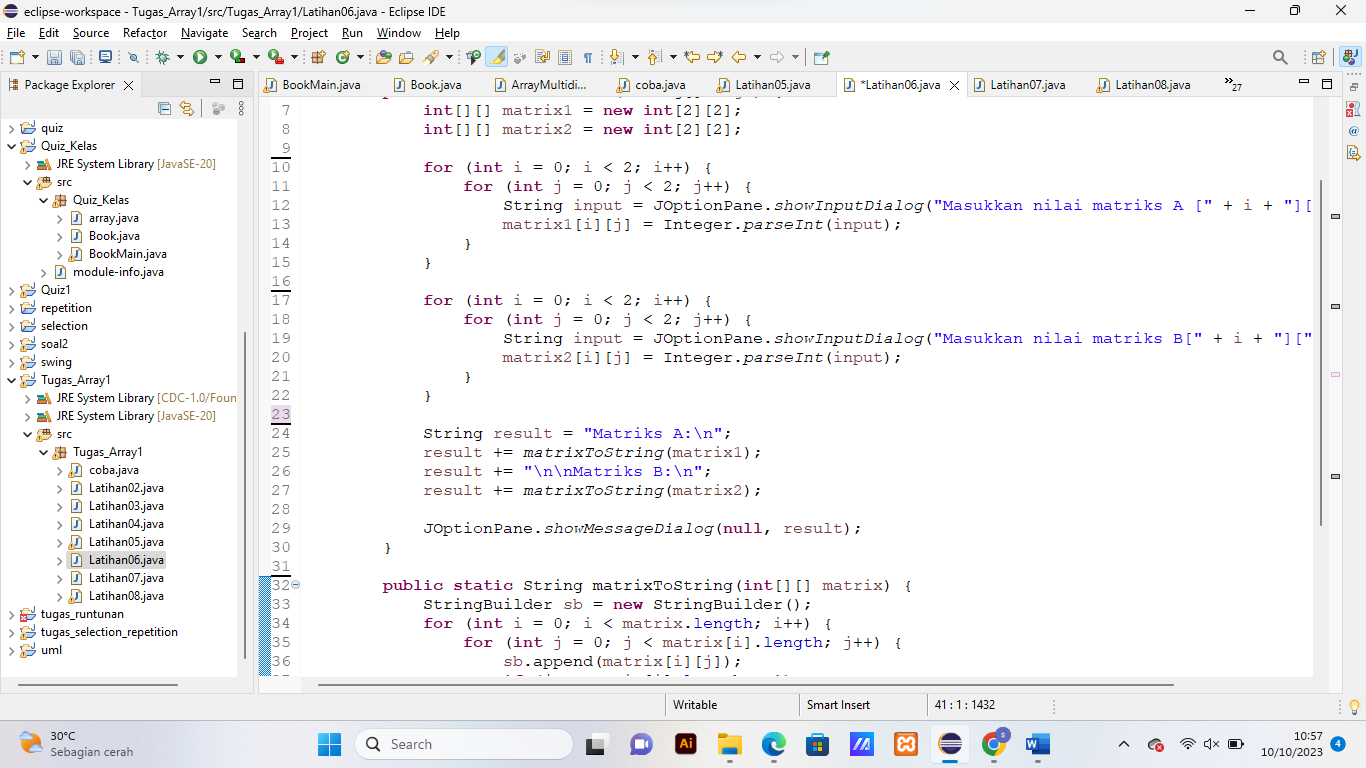 eclipse-workspace - Tugas_Array1/src/Tugas_Array1/Latihan06.java - Eclipse IDE
File Edit Source Refactor Navigate Search Project Run Window Help
Package Explorer
BookMain.java Book.java ArrayMultidi... coba.java Latihan05.java *Latihan06.java Latihan07.java Latihan08.java 27
quiz
Quiz_Kelas
JRE System Library [JavaSE-20]
src
Quiz_Kelas
array.java
Book.java
BookMain.java
module-info.java
Quiz1
repetition
selection
soal2
swing
Tugas_Array1
JRE System Library [CDC-1.0/Foun
JRE System Library [JavaSE-20]
src
Tugas_Array1
coba.java
Latihan02.java
Latihan03.java
Latihan04.java
Latihan05.java
Latihan06.java
Latihan07.java
Latihan08.java
tugas_runtunan
tugas_selection_repetition
uml
7 int[][] matrix1 = new int[2][2];
8 int[][] matrix2 = new int[2][2];
9
10 for (int i = 0; i < 2; i++) {
11 for (int j = 0; j < 2; j++) {
12 String input = JOptionPane.showInputDialog("Masukkan nilai matriks A [" + i + "][
13 matrix1[i][j] = Integer.parseInt(input);
14 }
15 }
16
17 for (int i = 0; i < 2; i++) {
18 for (int j = 0; j < 2; j++) {
19 String input = JOptionPane.showInputDialog("Masukkan nilai matriks B[" + i + "]["
20 matrix2[i][j] = Integer.parseInt(input);
21 }
22 }
23
24 String result = "Matriks A:\n";
25 result += matrixToString(matrix1);
26 result += "\n\nMatriks B:\n";
27 result += matrixToString(matrix2);
28
29 JOptionPane.showMessageDialog(null, result);
30 }
31
32 public static String matrixToString(int[][] matrix) {
33 StringBuilder sb = new StringBuilder();
34 for (int i = 0; i < matrix.length; i++) {
35 for (int j = 0; j < matrix[i].length; j++) {
36 sb.append(matrix[i][j]);
Writable Smart Insert 41 : 1 : 1432
30°C
Sebagian cerah
Search
10:57
10/10/2023
4